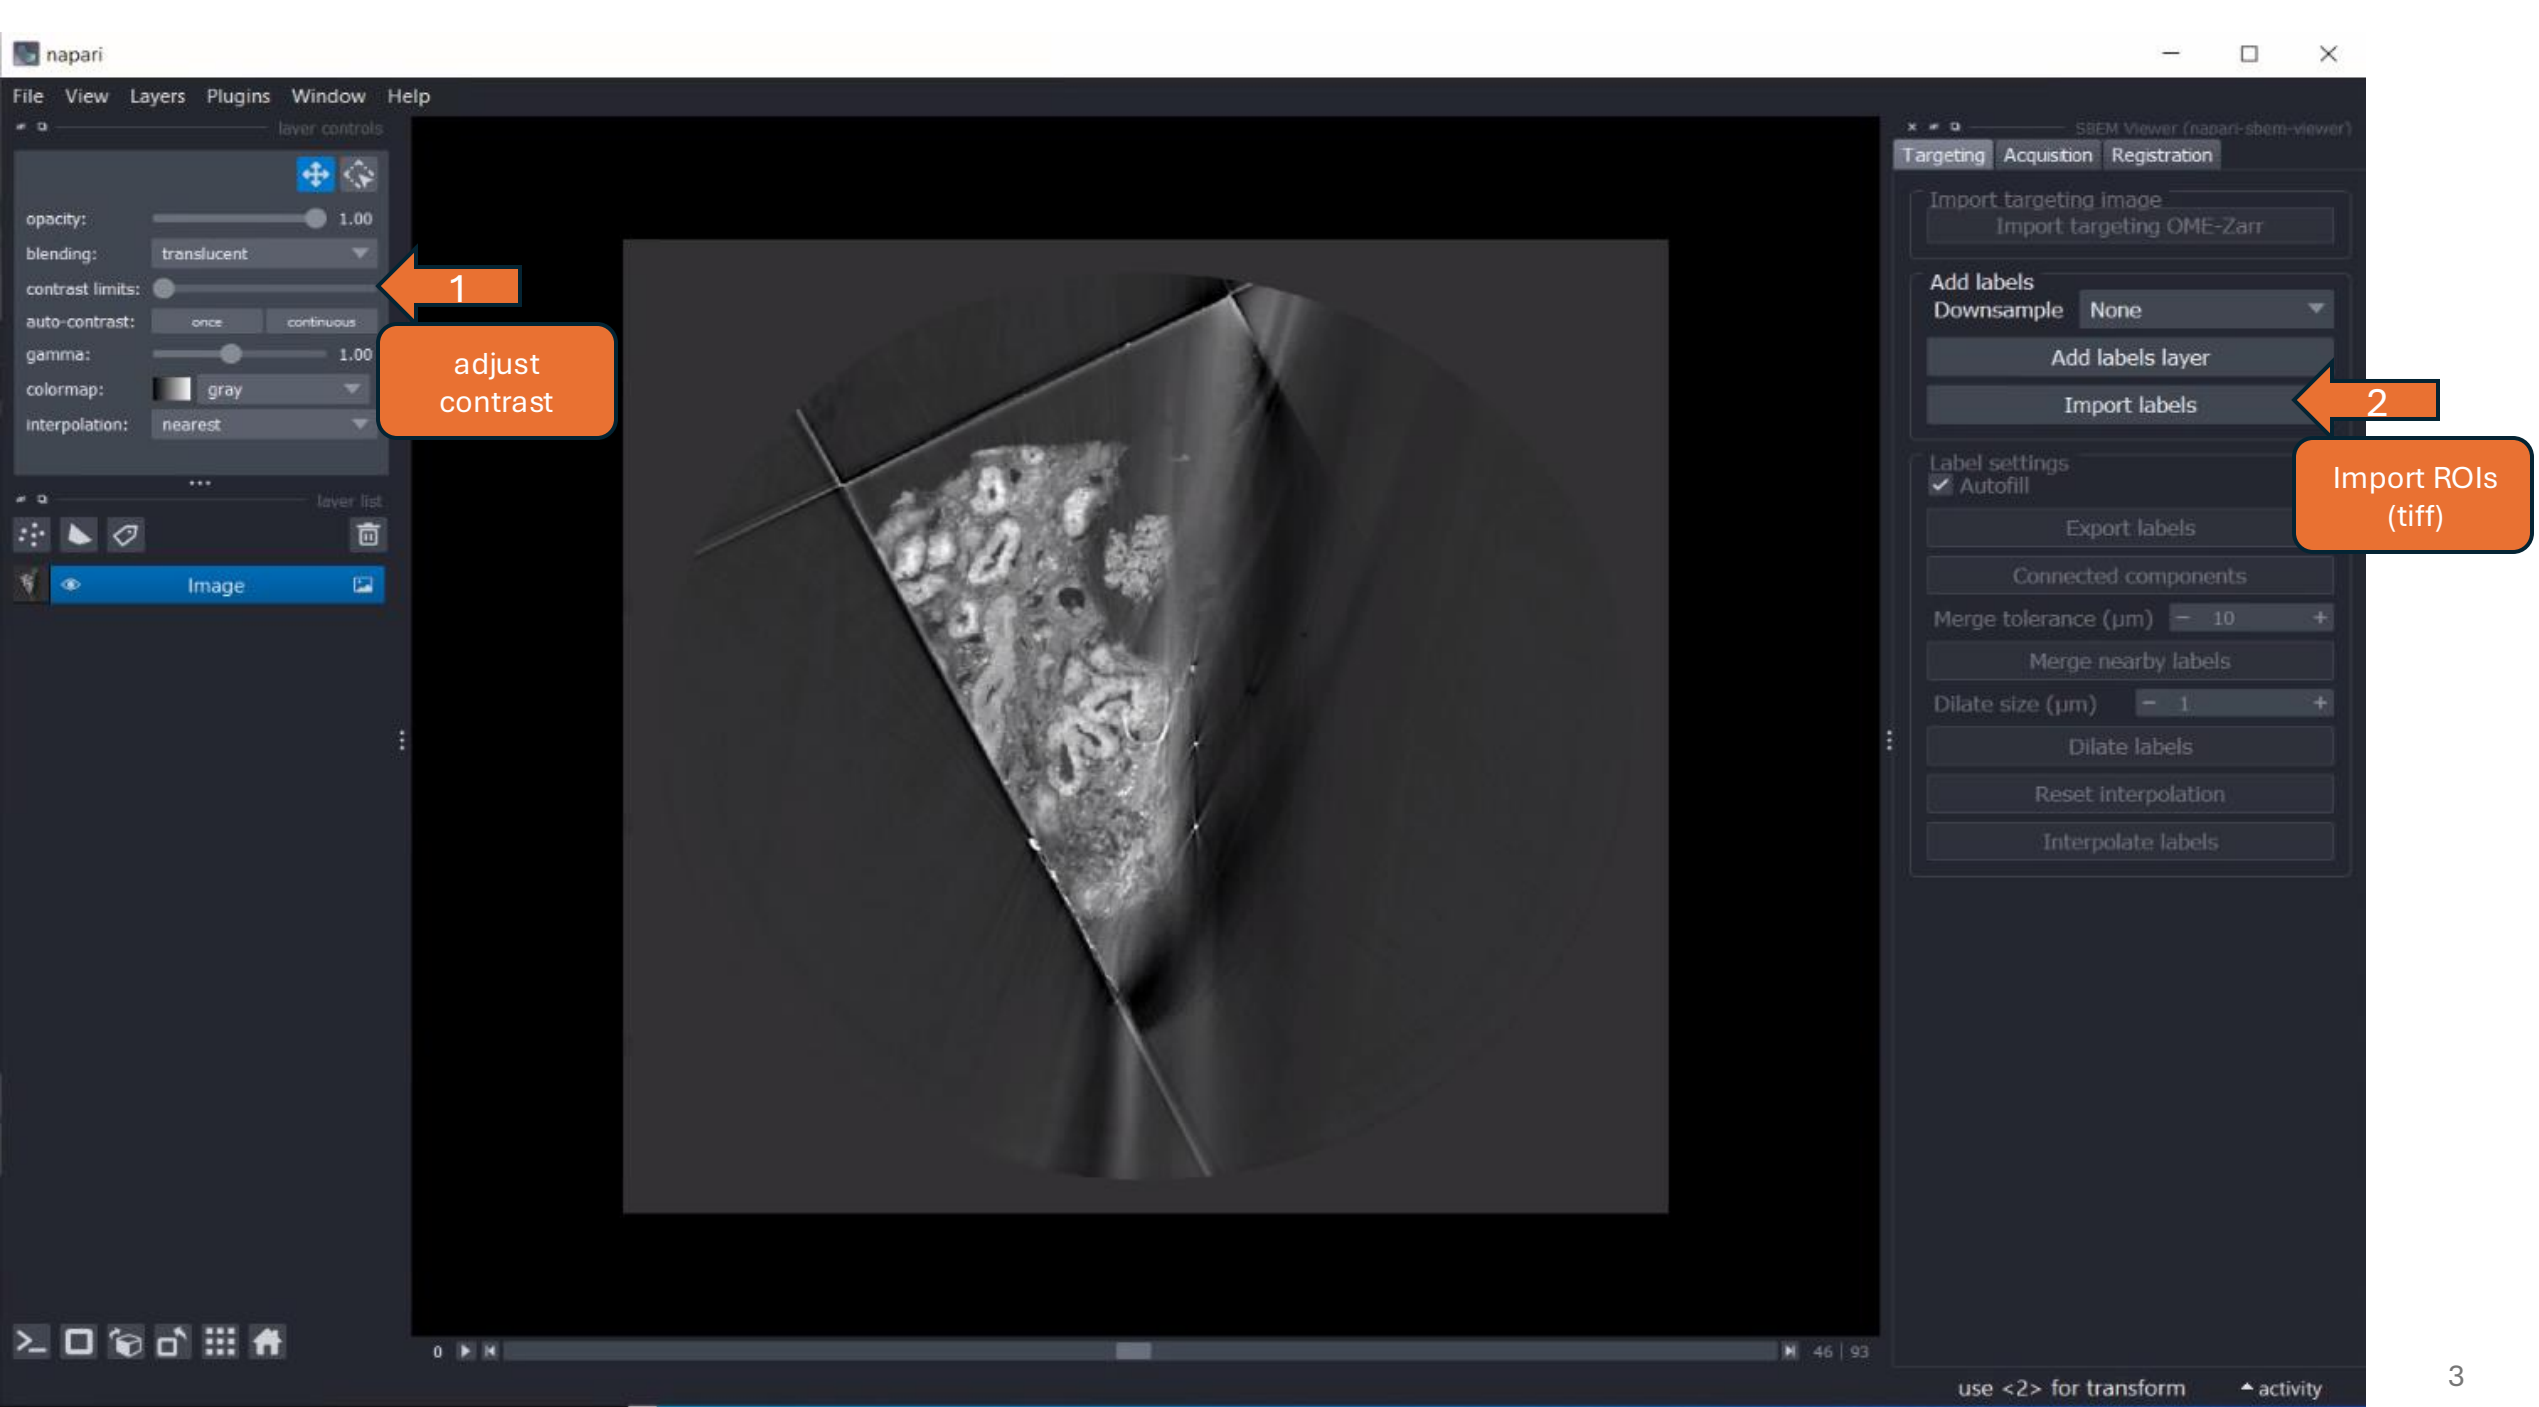 napari
File View Layers Plugins Window Help
layer controls
opacity: 1.00
blending: translucent
contrast limits:
auto-contrast: once continuous
gamma: 1.00
colormap: gray
interpolation: nearest
layer list
Image
1
adjust
contrast
0
46 | 93
SBEM Viewer (napari-sbem-viewer)
Targeting Acquisition Registration
Import targeting image
Import targeting OME-Zarr
Add labels
Downsample None
Add labels layer
Import labels
2
Import ROIs
(tiff)
Label settings
Autofill
Export labels
Connected components
Merge tolerance (µm) − 10 +
Merge nearby labels
Dilate size (µm) − 1 +
Dilate labels
Reset interpolation
Interpolate labels
use <2> for transform activity
3